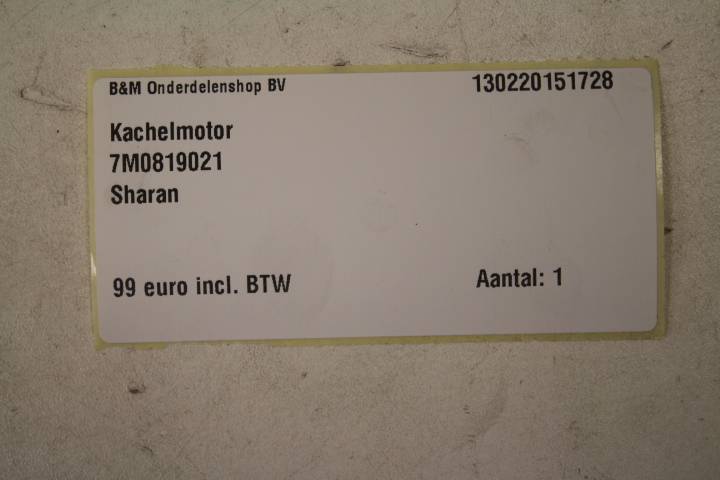 B&M Onderdelenshop BV 130220151728
Kachelmotor
7M0819021
Sharan
99 euro incl. BTW Aantal: 1